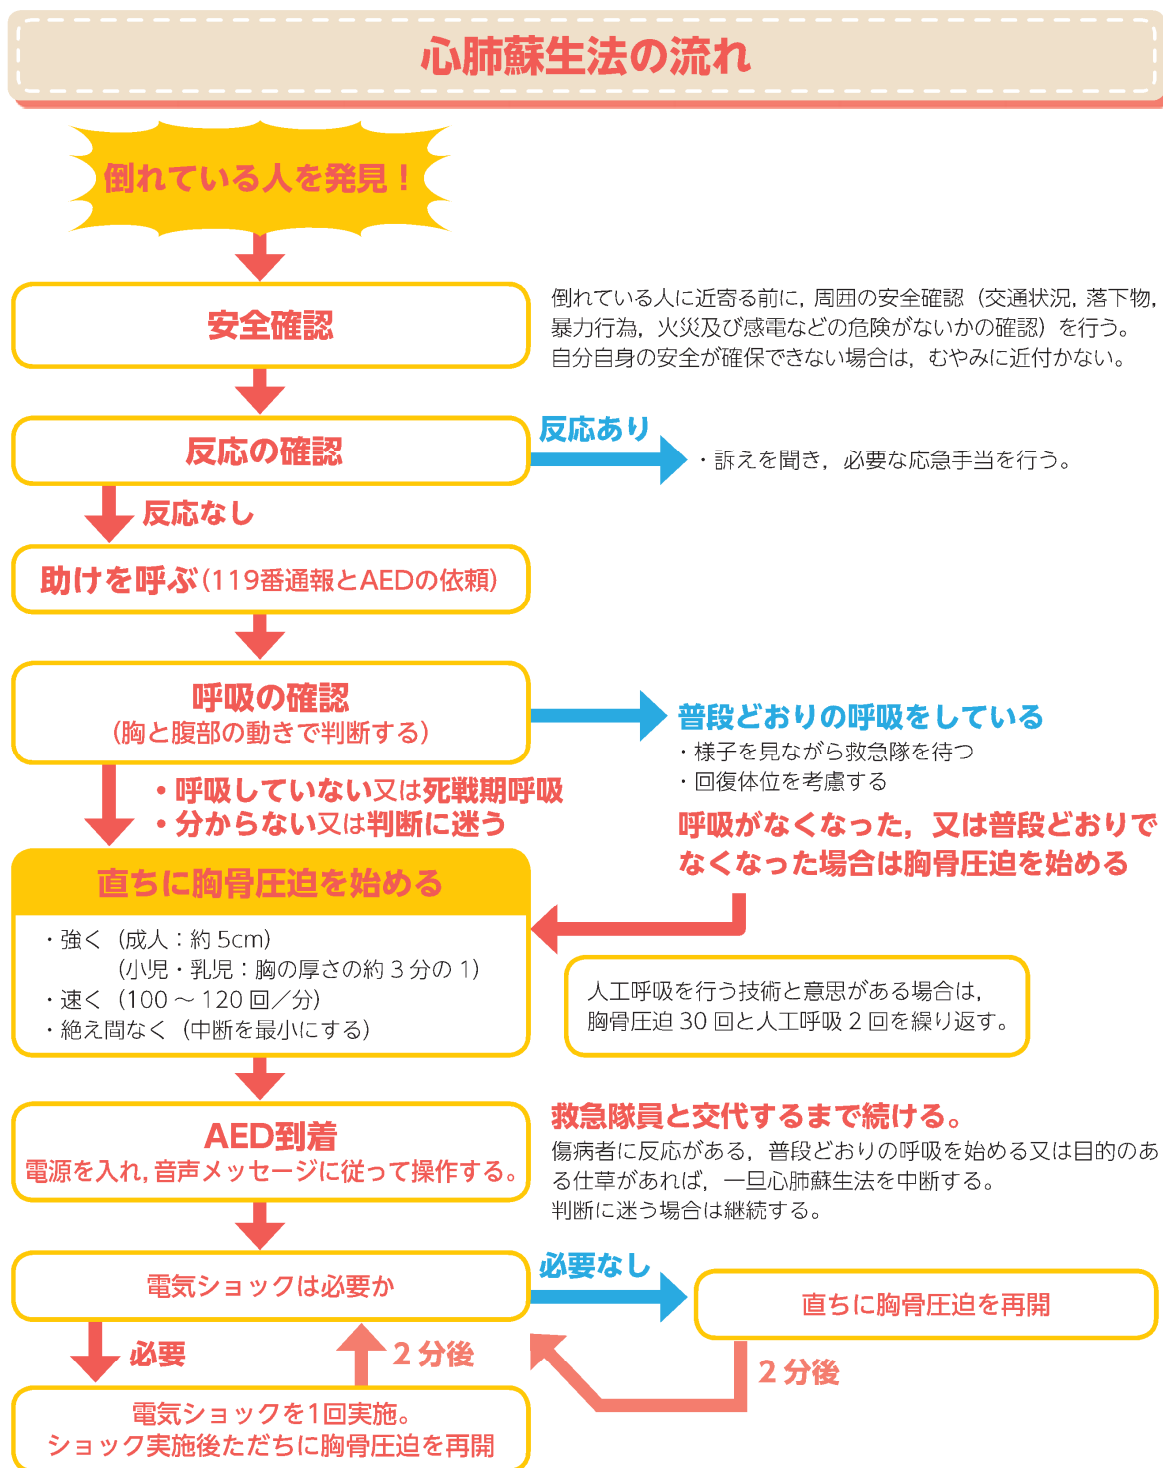 心肺蘇生法の流れ
倒れている人を発見！
安全確認
倒れている人に近寄る前に，周囲の安全確認（交通状況，落下物，
暴力行為，火災及び感電などの危険がないかの確認）を行う。
自分自身の安全が確保できない場合は，むやみに近付かない。
反応の確認
反応あり
・訴えを聞き，必要な応急手当を行う。
反応なし
助けを呼ぶ（119番通報とAEDの依頼）
呼吸の確認
（胸と腹部の動きで判断する）
普段どおりの呼吸をしている
・様子を見ながら救急隊を待つ
・回復体位を考慮する
・呼吸していない又は死戦期呼吸
・分からない又は判断に迷う
呼吸がなくなった，又は普段どおりで
なくなった場合は胸骨圧迫を始める
直ちに胸骨圧迫を始める
・強く（成人：約5cm）
（小児・乳児：胸の厚さの約3分の1）
・速く（100～120回／分）
・絶え間なく（中断を最小にする）
人工呼吸を行う技術と意思がある場合は，
胸骨圧迫30回と人工呼吸2回を繰り返す。
AED到着
電源を入れ，音声メッセージに従って操作する。
救急隊員と交代するまで続ける。
傷病者に反応がある，普段どおりの呼吸を始める又は目的のあ
る仕草があれば，一旦心肺蘇生法を中断する。
判断に迷う場合は継続する。
電気ショックは必要か
必要なし
直ちに胸骨圧迫を再開
必要
2分後
2分後
電気ショックを1回実施。
ショック実施後ただちに胸骨圧迫を再開